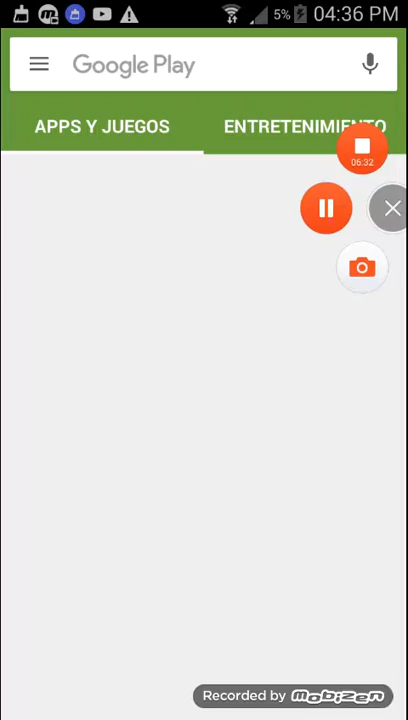 5% 04:36 PM
Google Play
APPS Y JUEGOS ENTRETENIMIENTO
06:32
Recorded by mobizen